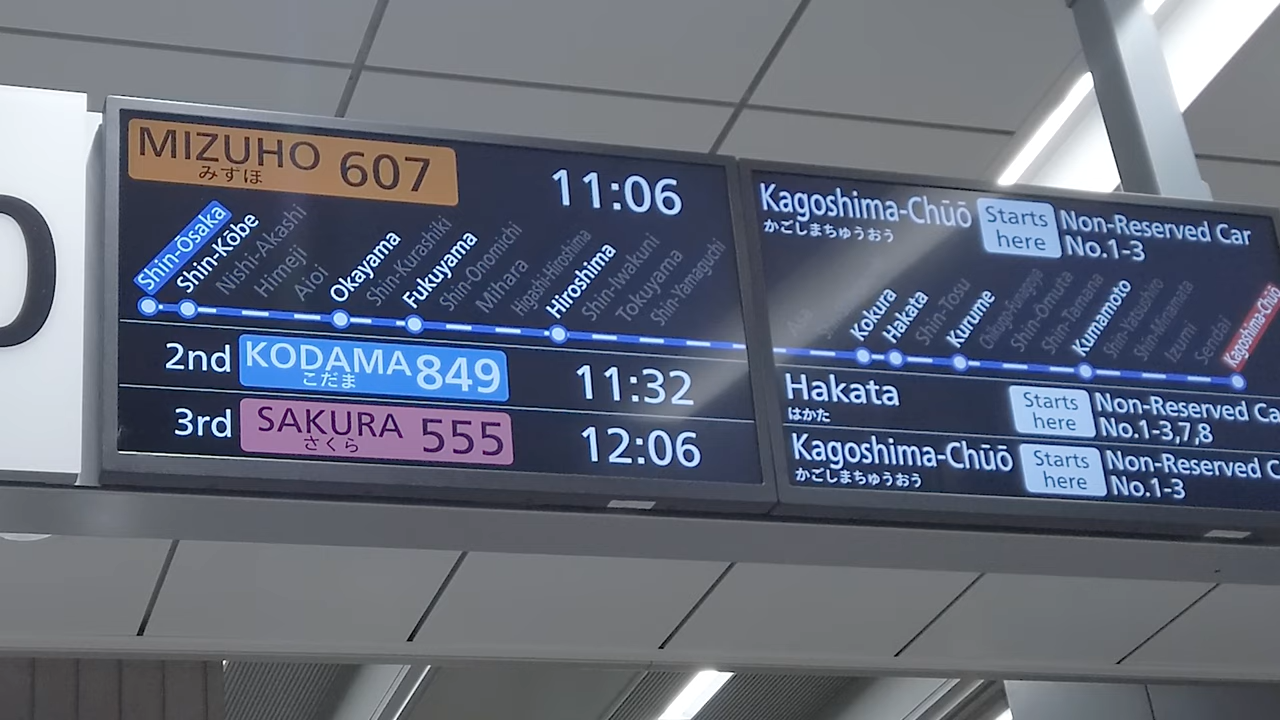 MIZUHO 607 11:06
みずほ
Shin-Osaka
Shin-Kōbe
Nishi-Akashi
Himeji
Aioi
Okayama
Shin-Kurashiki
Fukuyama
Shin-Onomichi
Mihara
Higashi-Hiroshima
Hiroshima
Shin-Iwakuni
Tokuyama
Shin-Yamaguchi
2nd KODAMA 849 11:32
こだま
3rd SAKURA 555 12:06
さくら
Kagoshima-Chūō Starts here Non-Reserved Car No.1-3
かごしまちゅうおう
Asa
Kokura
Hakata
Shin-Tosu
Kurume
Shin-Omuta
Shin-Tamana
Kumamoto
Shin-Yatsushiro
Shin-Minamata
Izumi
Sendai
Kagoshima-Chūō
Hakata Starts here Non-Reserved Ca
はかた No.1-3,7,8
Kagoshima-Chūō Starts here Non-Reserved C
かごしまちゅうおう No.1-3